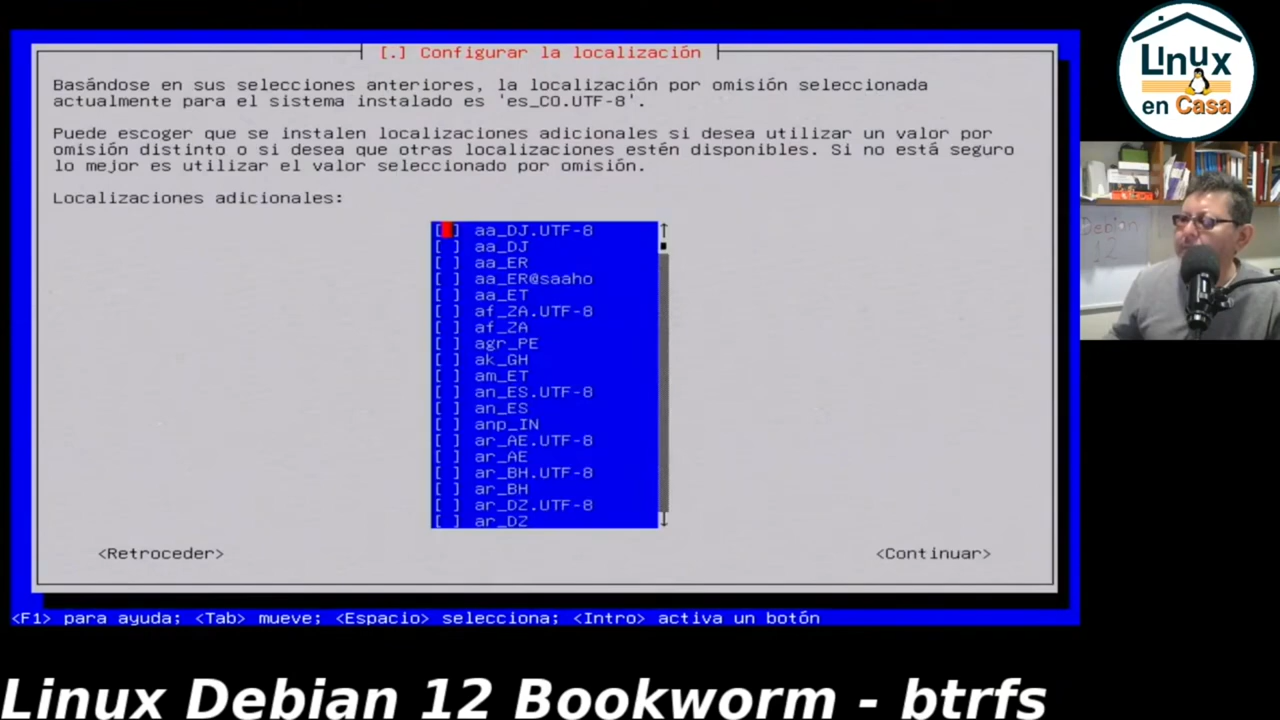 [.] Configurar la localización
Basándose en sus selecciones anteriores, la localización por omisión seleccionada
actualmente para el sistema instalado es 'es_CO.UTF-8'.
Puede escoger que se instalen localizaciones adicionales si desea utilizar un valor por
omisión distinto o si desea que otras localizaciones estén disponibles. Si no está seguro
lo mejor es utilizar el valor seleccionado por omisión.
Localizaciones adicionales:
[ ] aa_DJ.UTF-8
[ ] aa_DJ
[ ] aa_ER
[ ] aa_ER@saaho
[ ] aa_ET
[ ] af_ZA.UTF-8
[ ] af_ZA
[ ] agr_PE
[ ] ak_GH
[ ] am_ET
[ ] an_ES.UTF-8
[ ] an_ES
[ ] anp_IN
[ ] ar_AE.UTF-8
[ ] ar_AE
[ ] ar_BH.UTF-8
[ ] ar_BH
[ ] ar_DZ.UTF-8
[ ] ar_DZ
<Retroceder>
<Continuar>
<F1> para ayuda; <Tab> mueve; <Espacio> selecciona; <Intro> activa un botón
Linux
en Casa
Debian
12
Linux Debian 12 Bookworm - btrfs